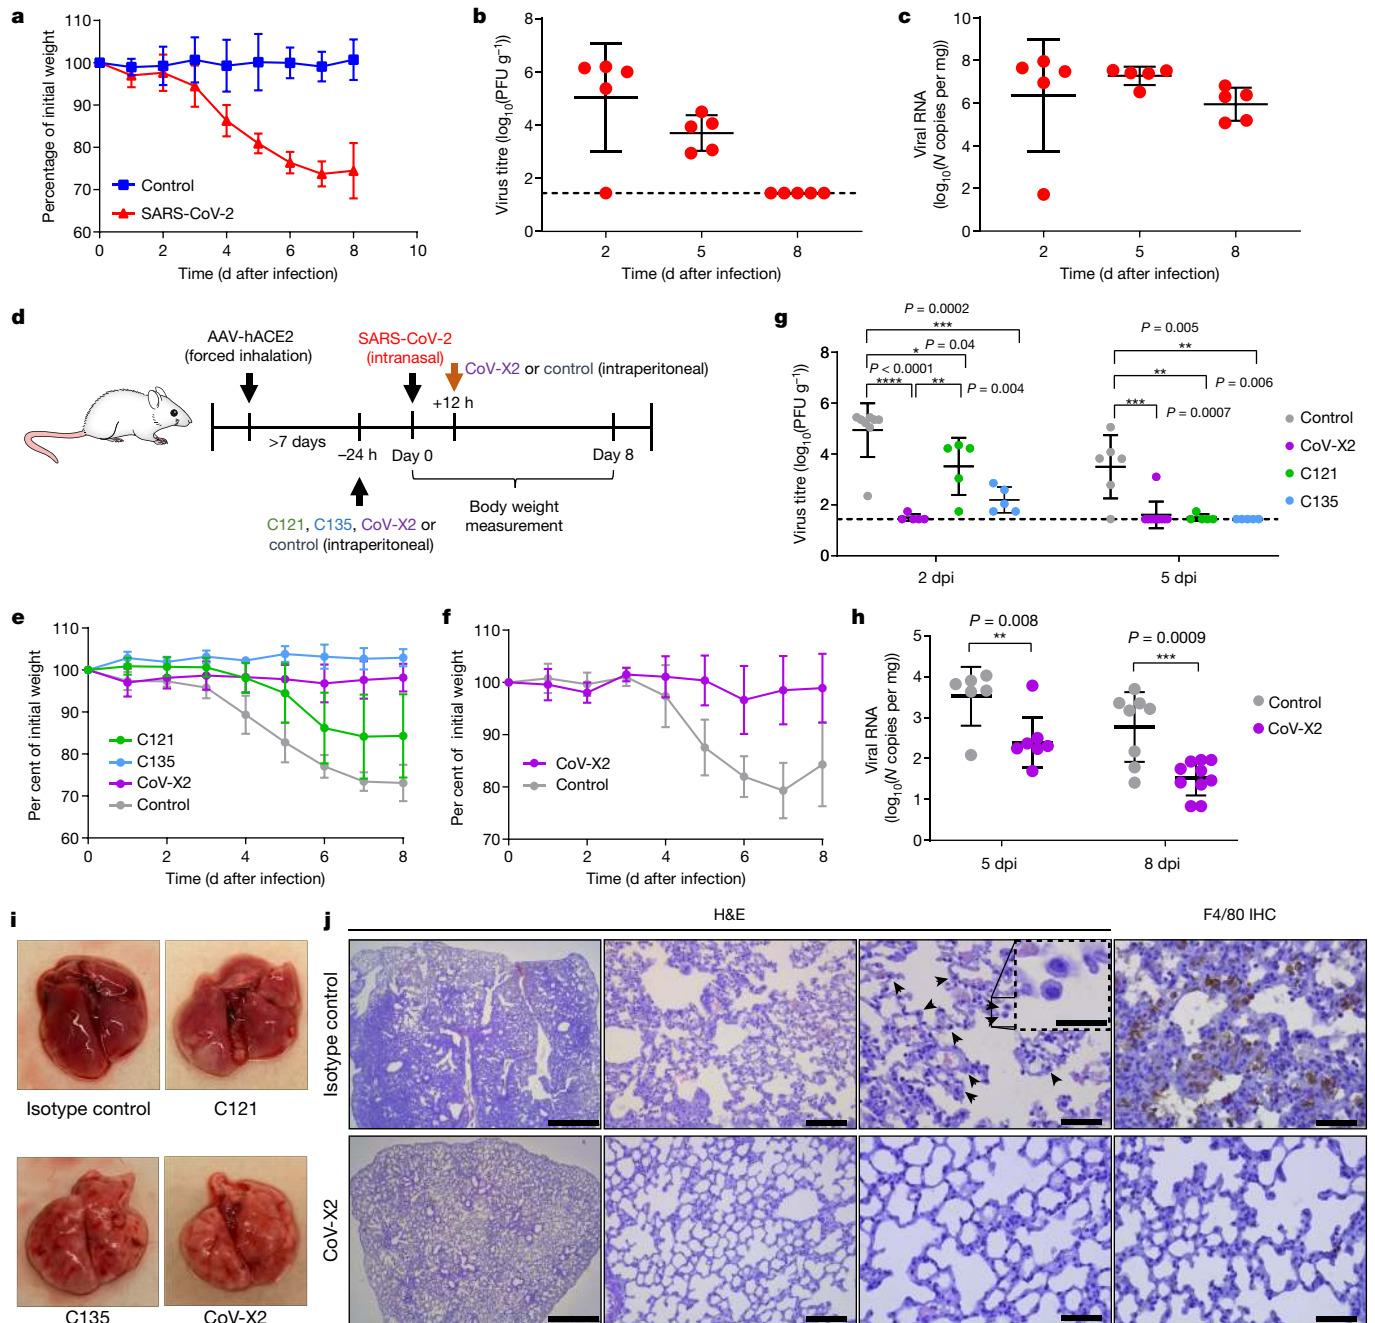 a
110
100
90
80
70
60
Percentage of initial weight
Control
SARS-CoV-2
0
2
4
6
8
10
Time (d after infection)
b
8
6
4
2
0
Virus titre (log10(PFU g−1))
2
5
8
Time (d after infection)
c
10
8
6
4
2
0
Viral RNA
(log10(N copies per mg))
2
5
8
Time (d after infection)
d
AAV-hACE2
(forced inhalation)
SARS-CoV-2
(intranasal)
CoV-X2 or control (intraperitoneal)
+12 h
>7 days
−24 h
Day 0
Day 8
C121, C135, CoV-X2 or
control (intraperitoneal)
Body weight
measurement
g
P = 0.0002
***
P = 0.04
*
P < 0.0001
****
**
P = 0.004
P = 0.005
**
**
P = 0.006
***
P = 0.0007
8
6
4
2
0
Virus titre (log10(PFU g−1))
2 dpi
5 dpi
Control
CoV-X2
C121
C135
e
110
100
90
80
70
60
Per cent of initial weight
C121
C135
CoV-X2
Control
0
2
4
6
8
Time (d after infection)
f
110
100
90
80
70
Per cent of initial weight
CoV-X2
Control
0
2
4
6
8
Time (d after infection)
h
P = 0.008
**
P = 0.0009
***
5
4
3
2
1
0
Viral RNA
(log10(N copies per mg))
5 dpi
8 dpi
Control
CoV-X2
i
Isotype control
C121
C135
CoV-X2
j
H&E
F4/80 IHC
Isotype control
CoV-X2